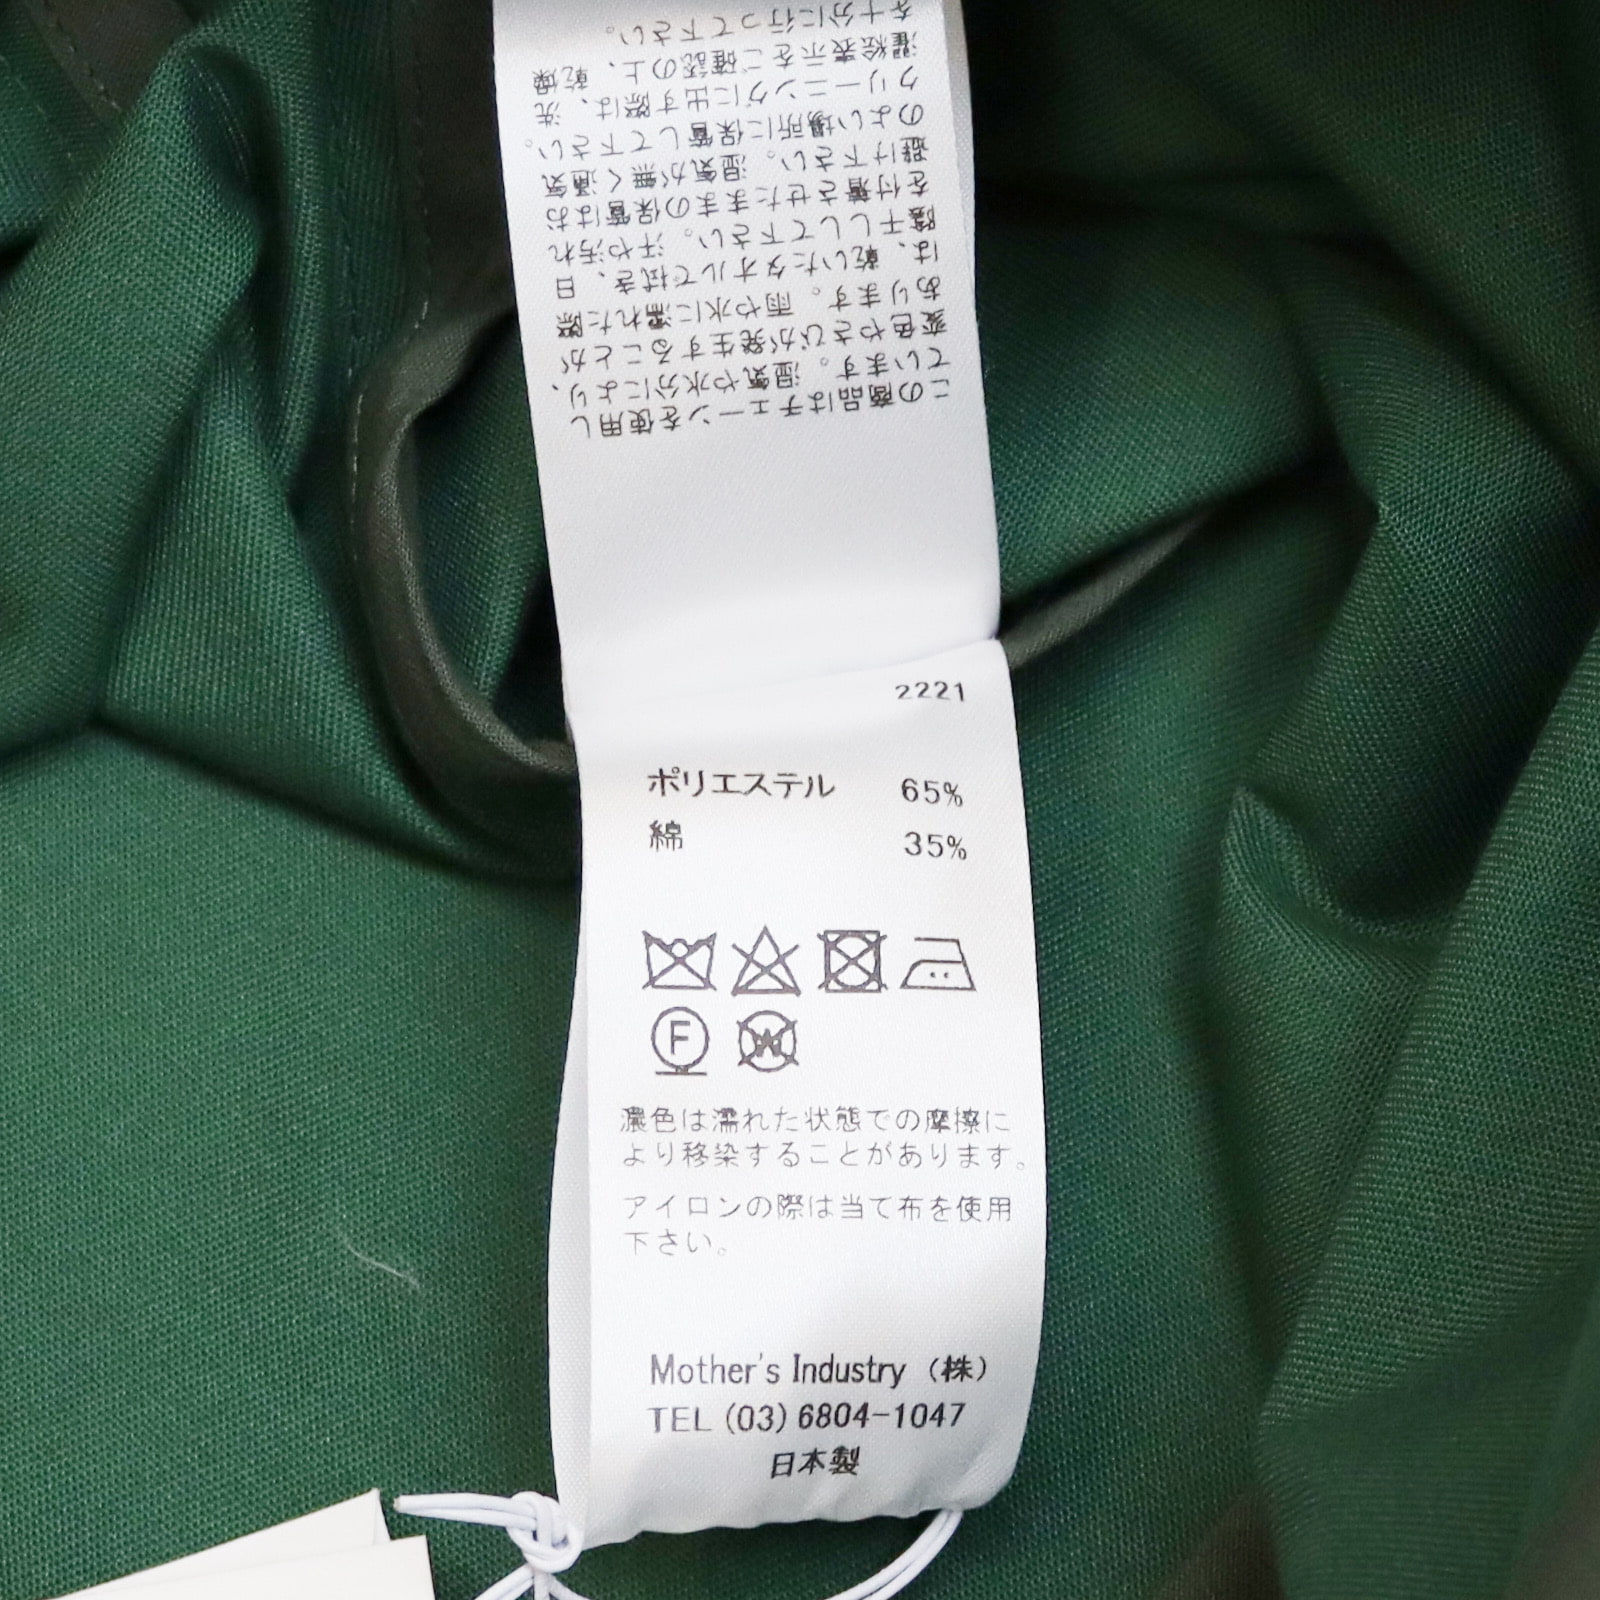 この商品はチェーンを使用し
ています。湿気や水分により、
変色やさびが発生することが
あります。雨や水に濡れた際
は、乾いたタオルで拭き、日
陰干しして下さい。汗や汚れ
を付着させたままの保管はお
避け下さい。湿気が無く通気
のよい場所に保管して下さい。
クリーニングに出す際は、洗
濯絵表示をご確認の上、乾燥
を十分に行って下さい。
2221
ポリエステル 65%
綿 35%
F
W
濃色は濡れた状態での摩擦に
より移染することがあります。
アイロンの際は当て布を使用
下さい。
Mother's Industry (株)
TEL (03) 6804-1047
日本製